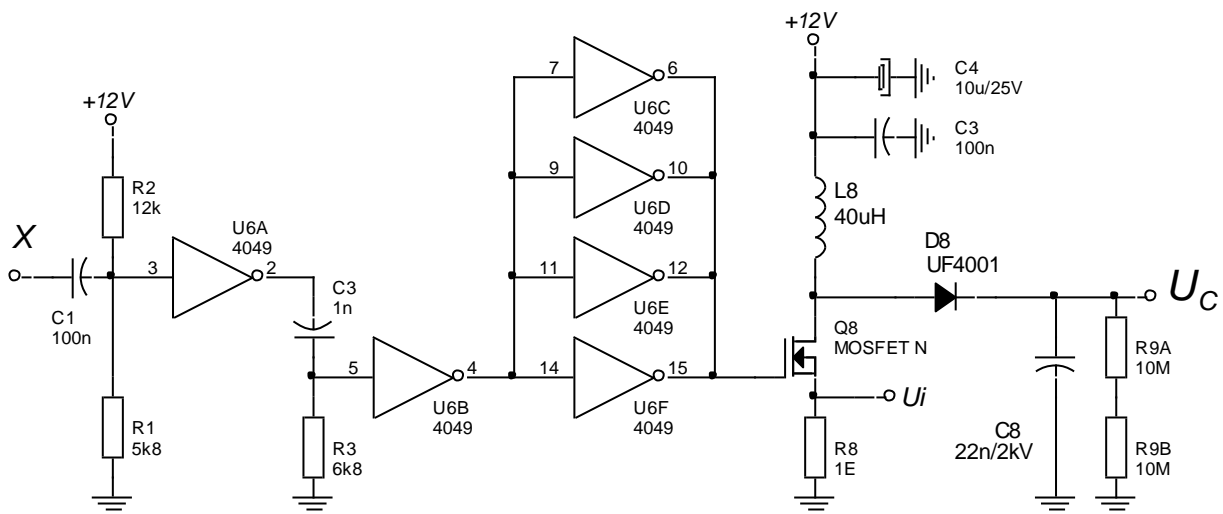 +12V
7
6
U6C
4049
C4
10u/25V
+12V
9
10
U6D
4049
C3
100n
R2
12k
U6A
4049
L8
40uH
X
3
2
11
12
U6E
4049
D8
UF4001
C1
100n
C3
1n
U_C
Q8
MOSFET N
R9A
10M
5
4
14
15
U6B
4049
U6F
4049
Ui
R1
5k8
R3
6k8
R8
1E
C8
22n/2kV
R9B
10M